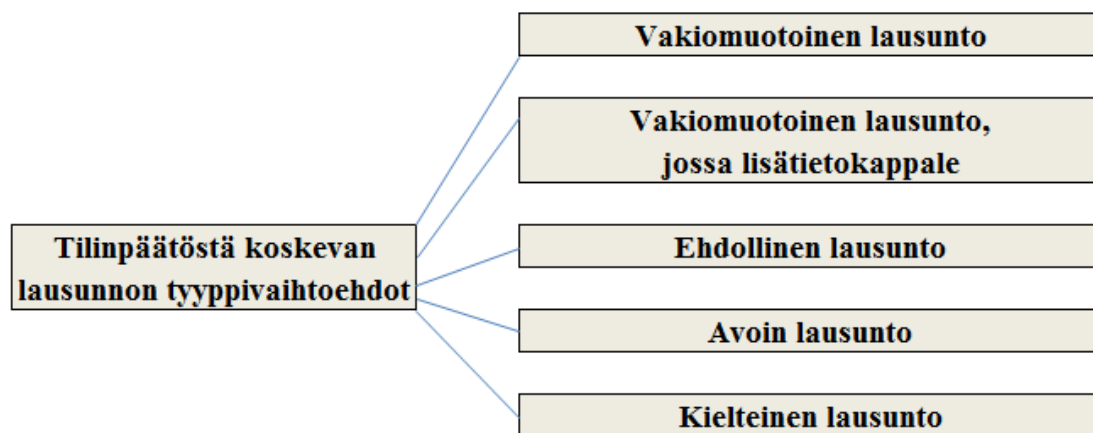 Vakiomuotoinen lausunto
Vakiomuotoinen lausunto,
jossa lisätietokappale
Tilinpäätöstä koskevan
lausunnon tyyppivaihtoehdot
Ehdollinen lausunto
Avoin lausunto
Kielteinen lausunto